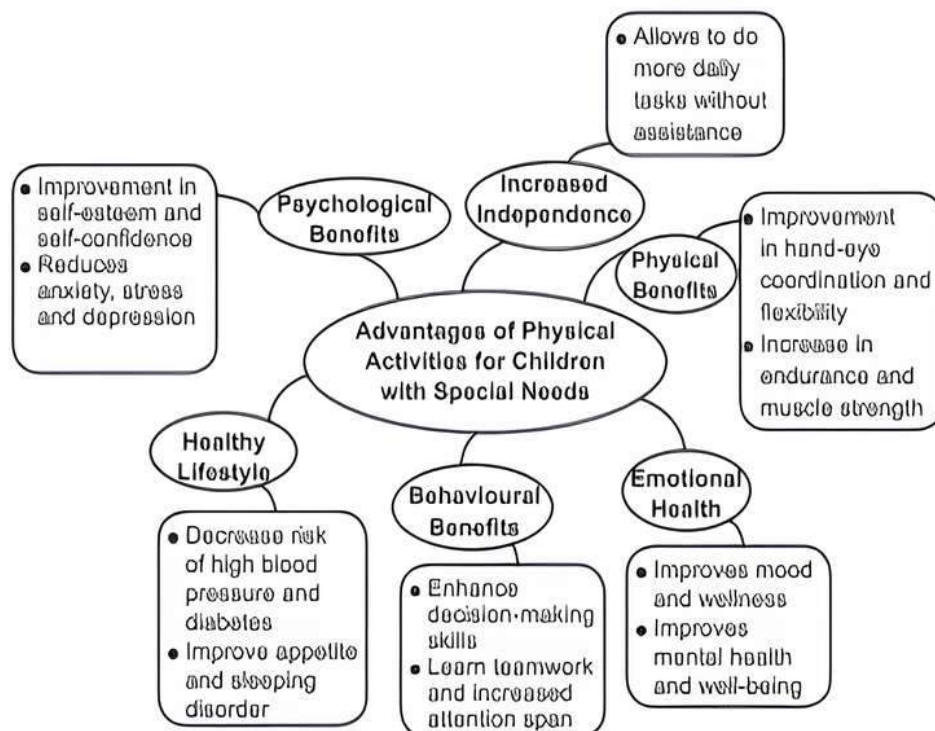 Advantages of Physical
Activities for Children
with Special Needs
Psychological
Benefits
• Improvement in
self-esteem and
self-confidence
• Reduces
anxiety, stress
and depression
Increased
Independence
• Allows to do
more daily
tasks without
assistance
Physical
Benefits
• Improvement
in hand-eye
coordination and
flexibility
• Increase in
endurance and
muscle strength
Healthy
Lifestyle
• Decrease risk
of high blood
pressure and
diabetes
• Improve appetite
and sleeping
disorder
Behavioural
Benefits
• Enhance
decision-making
skills
• Learn teamwork
and increased
attention span
Emotional
Health
• Improves mood
and wellness
• Improves
mental health
and well-being